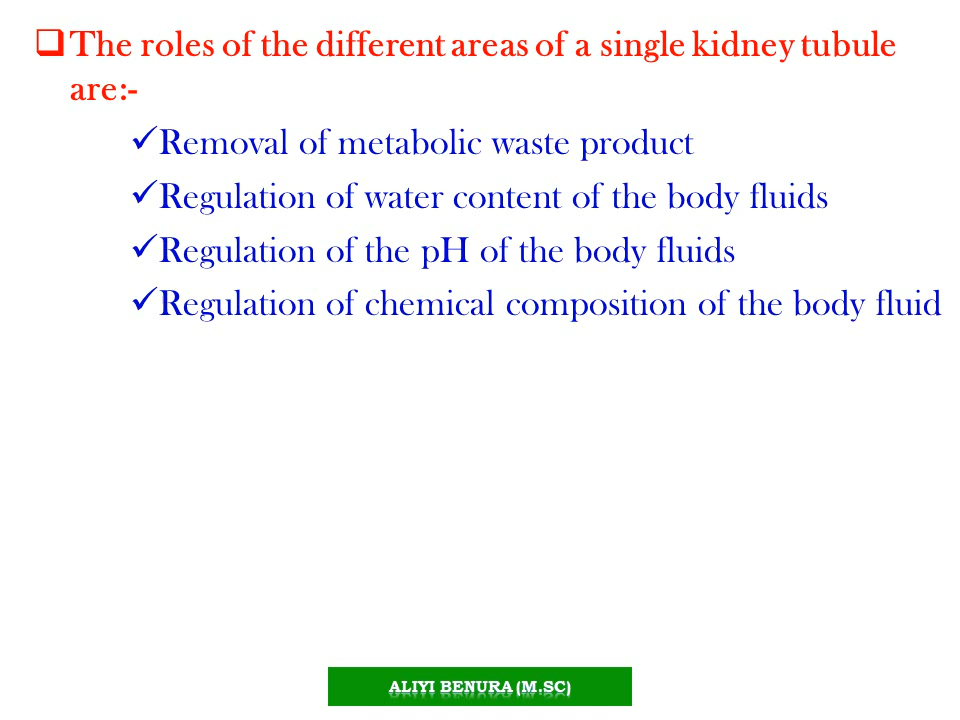 ❑The roles of the different areas of a single kidney tubule
are:-
✓Removal of metabolic waste product
✓Regulation of water content of the body fluids
✓Regulation of the pH of the body fluids
✓Regulation of chemical composition of the body fluid
ALIYI BENURA (M.SC)